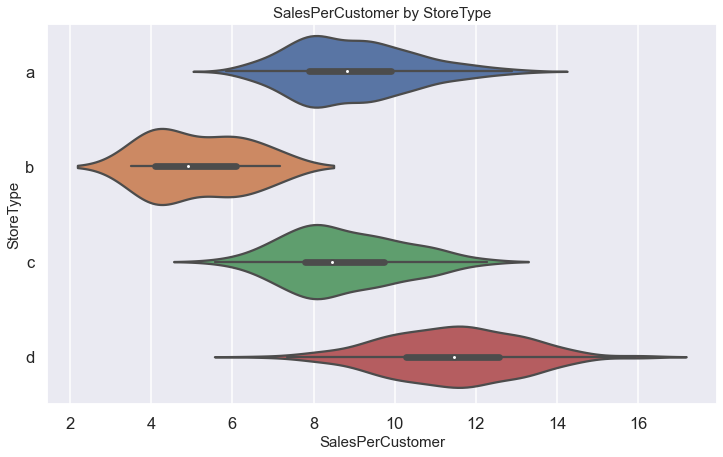 SalesPerCustomer by StoreType
a
b
c
d
StoreType
2 4 6 8 10 12 14 16
SalesPerCustomer